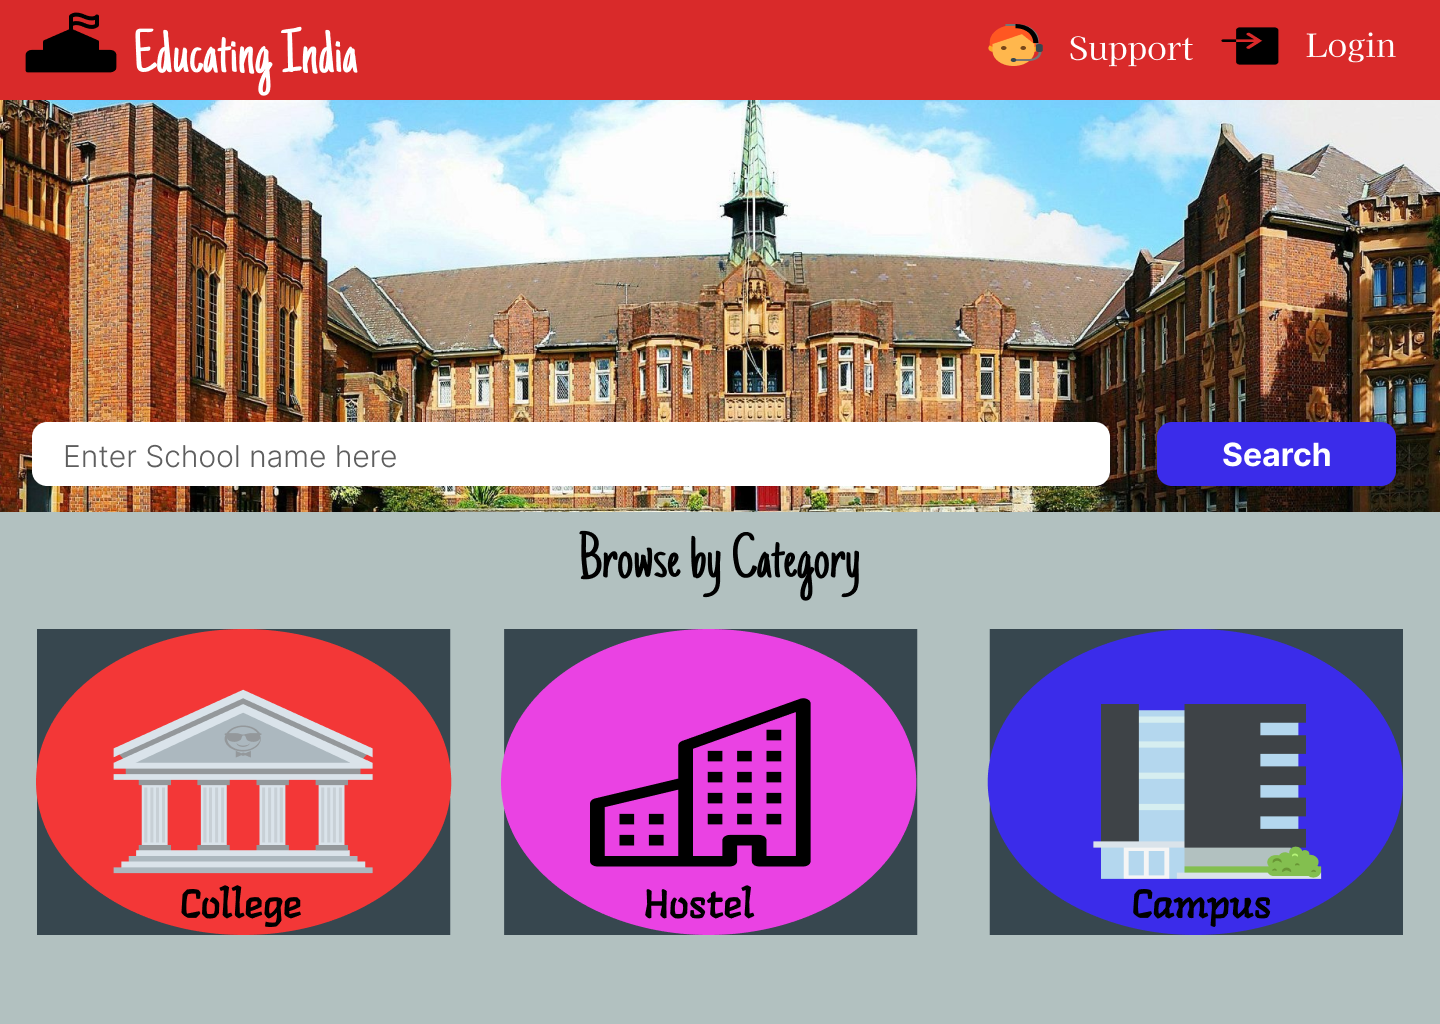 Educating India
Support
Login
Enter School name here
Search
Browse by Category
College
Hostel
Campus